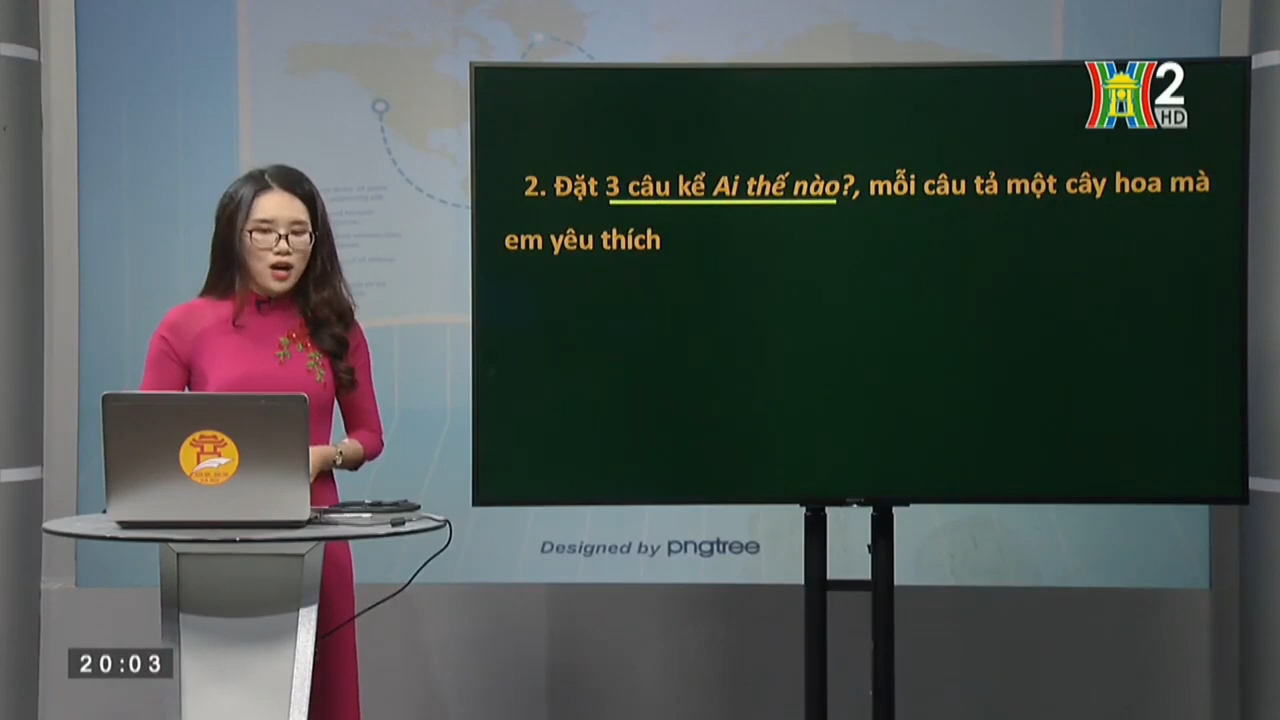 2
HD
2. Đặt 3 câu kể Ai thế nào?, mỗi câu tả một cây hoa mà
em yêu thích
Designed by pngtree
20:03